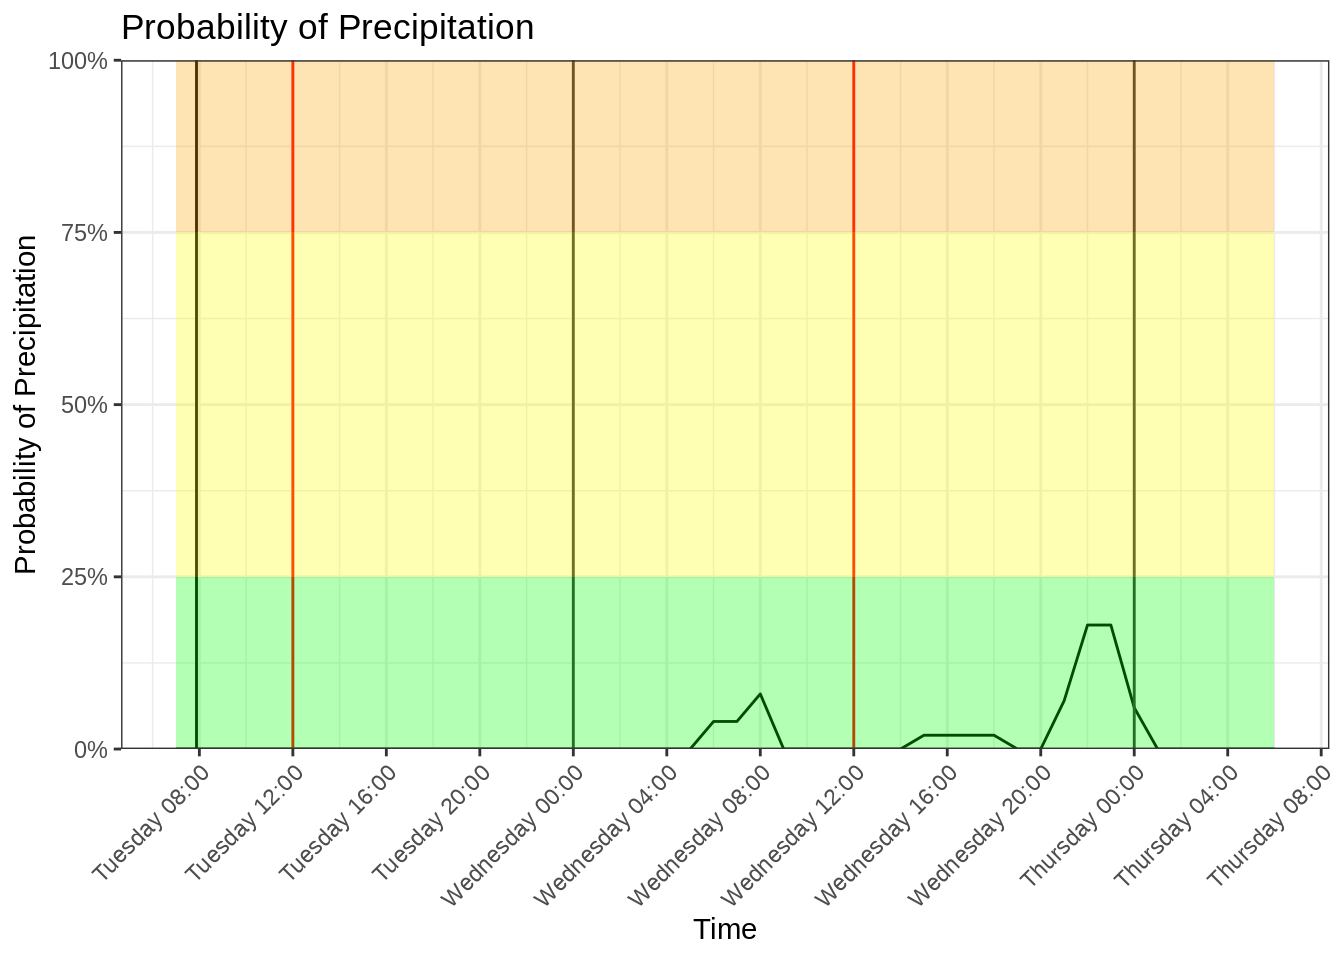 Probability of Precipitation
Probability of Precipitation
100%
75%
50%
25%
0%
Tuesday 08:00
Tuesday 12:00
Tuesday 16:00
Tuesday 20:00
Wednesday 00:00
Wednesday 04:00
Wednesday 08:00
Wednesday 12:00
Wednesday 16:00
Wednesday 20:00
Thursday 00:00
Thursday 04:00
Thursday 08:00
Time